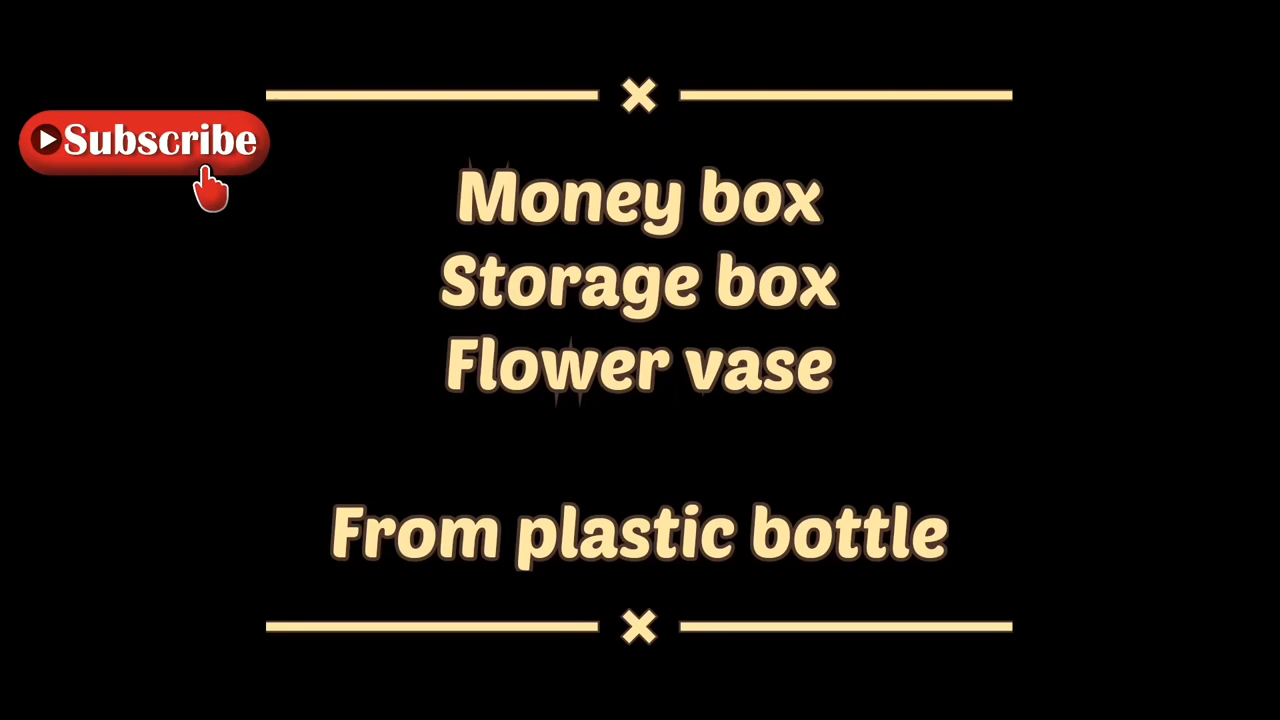 Subscribe
Money box
Storage box
Flower vase
From plastic bottle